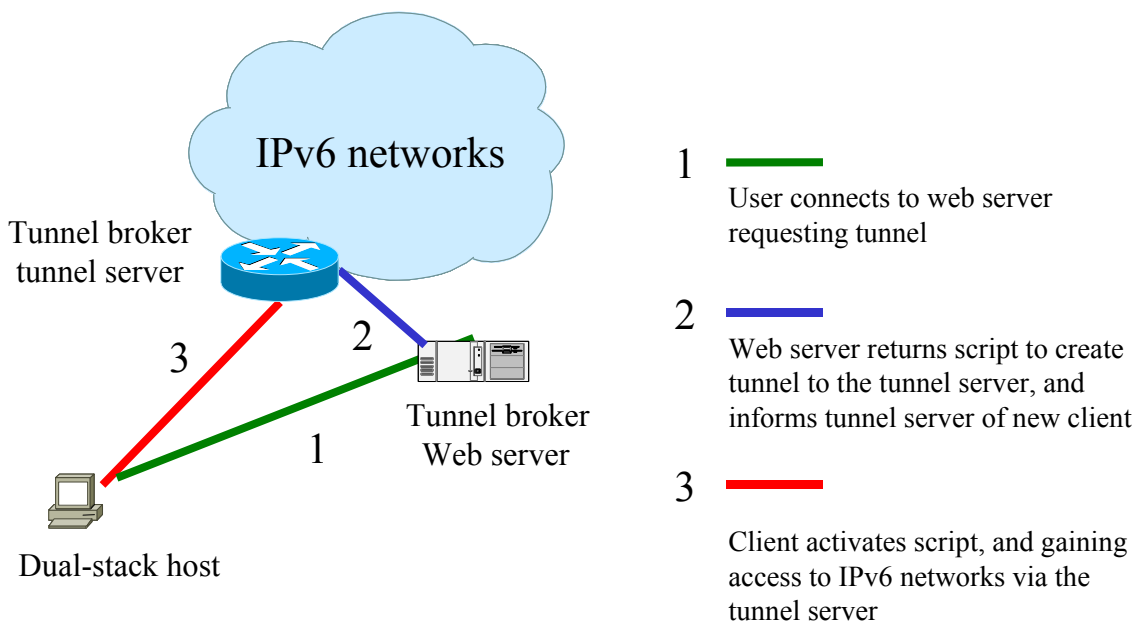 IPv6 networks
Tunnel broker
tunnel server
3
2
1
Tunnel broker
Web server
Dual-stack host
1
User connects to web server
requesting tunnel
2
Web server returns script to create
tunnel to the tunnel server, and
informs tunnel server of new client
3
Client activates script, and gaining
access to IPv6 networks via the
tunnel server